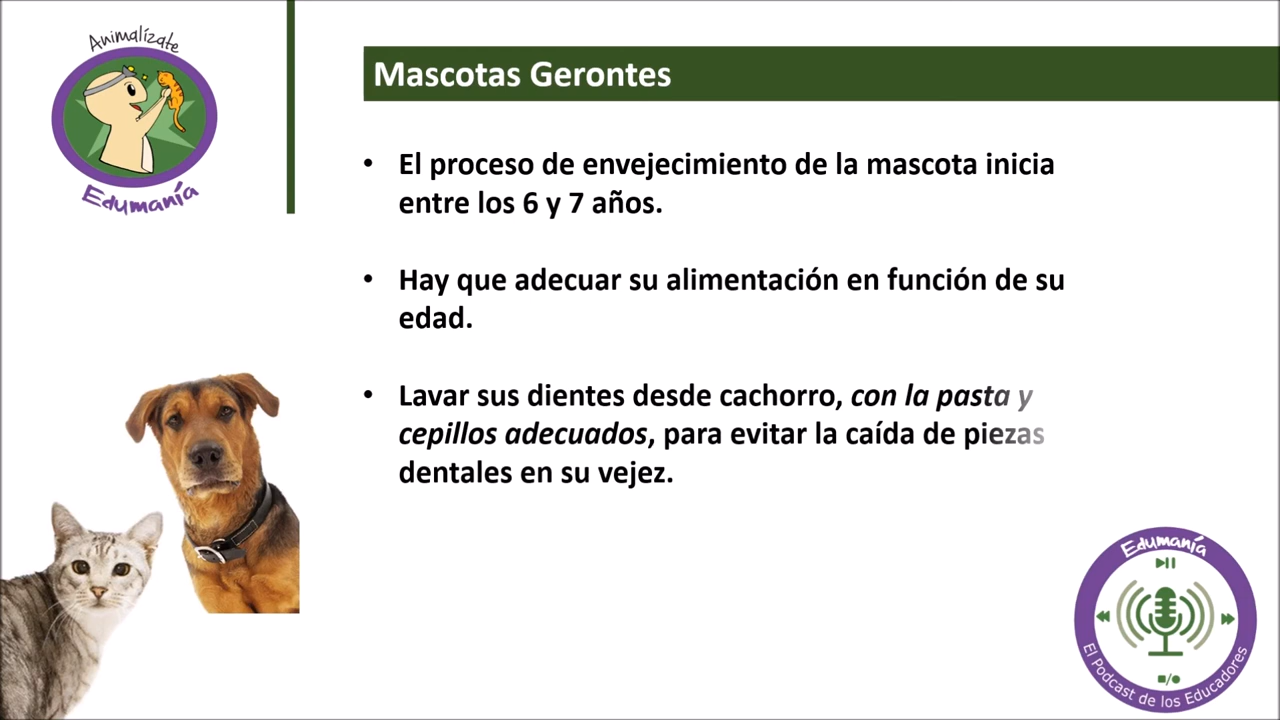 Animalízate
Edumanía
Mascotas Gerontes
• El proceso de envejecimiento de la mascota inicia
entre los 6 y 7 años.
• Hay que adecuar su alimentación en función de su
edad.
• Lavar sus dientes desde cachorro, con la pasta y
cepillos adecuados, para evitar la caída de piezas
dentales en su vejez.
Edumanía
El Podcast de los Educadores